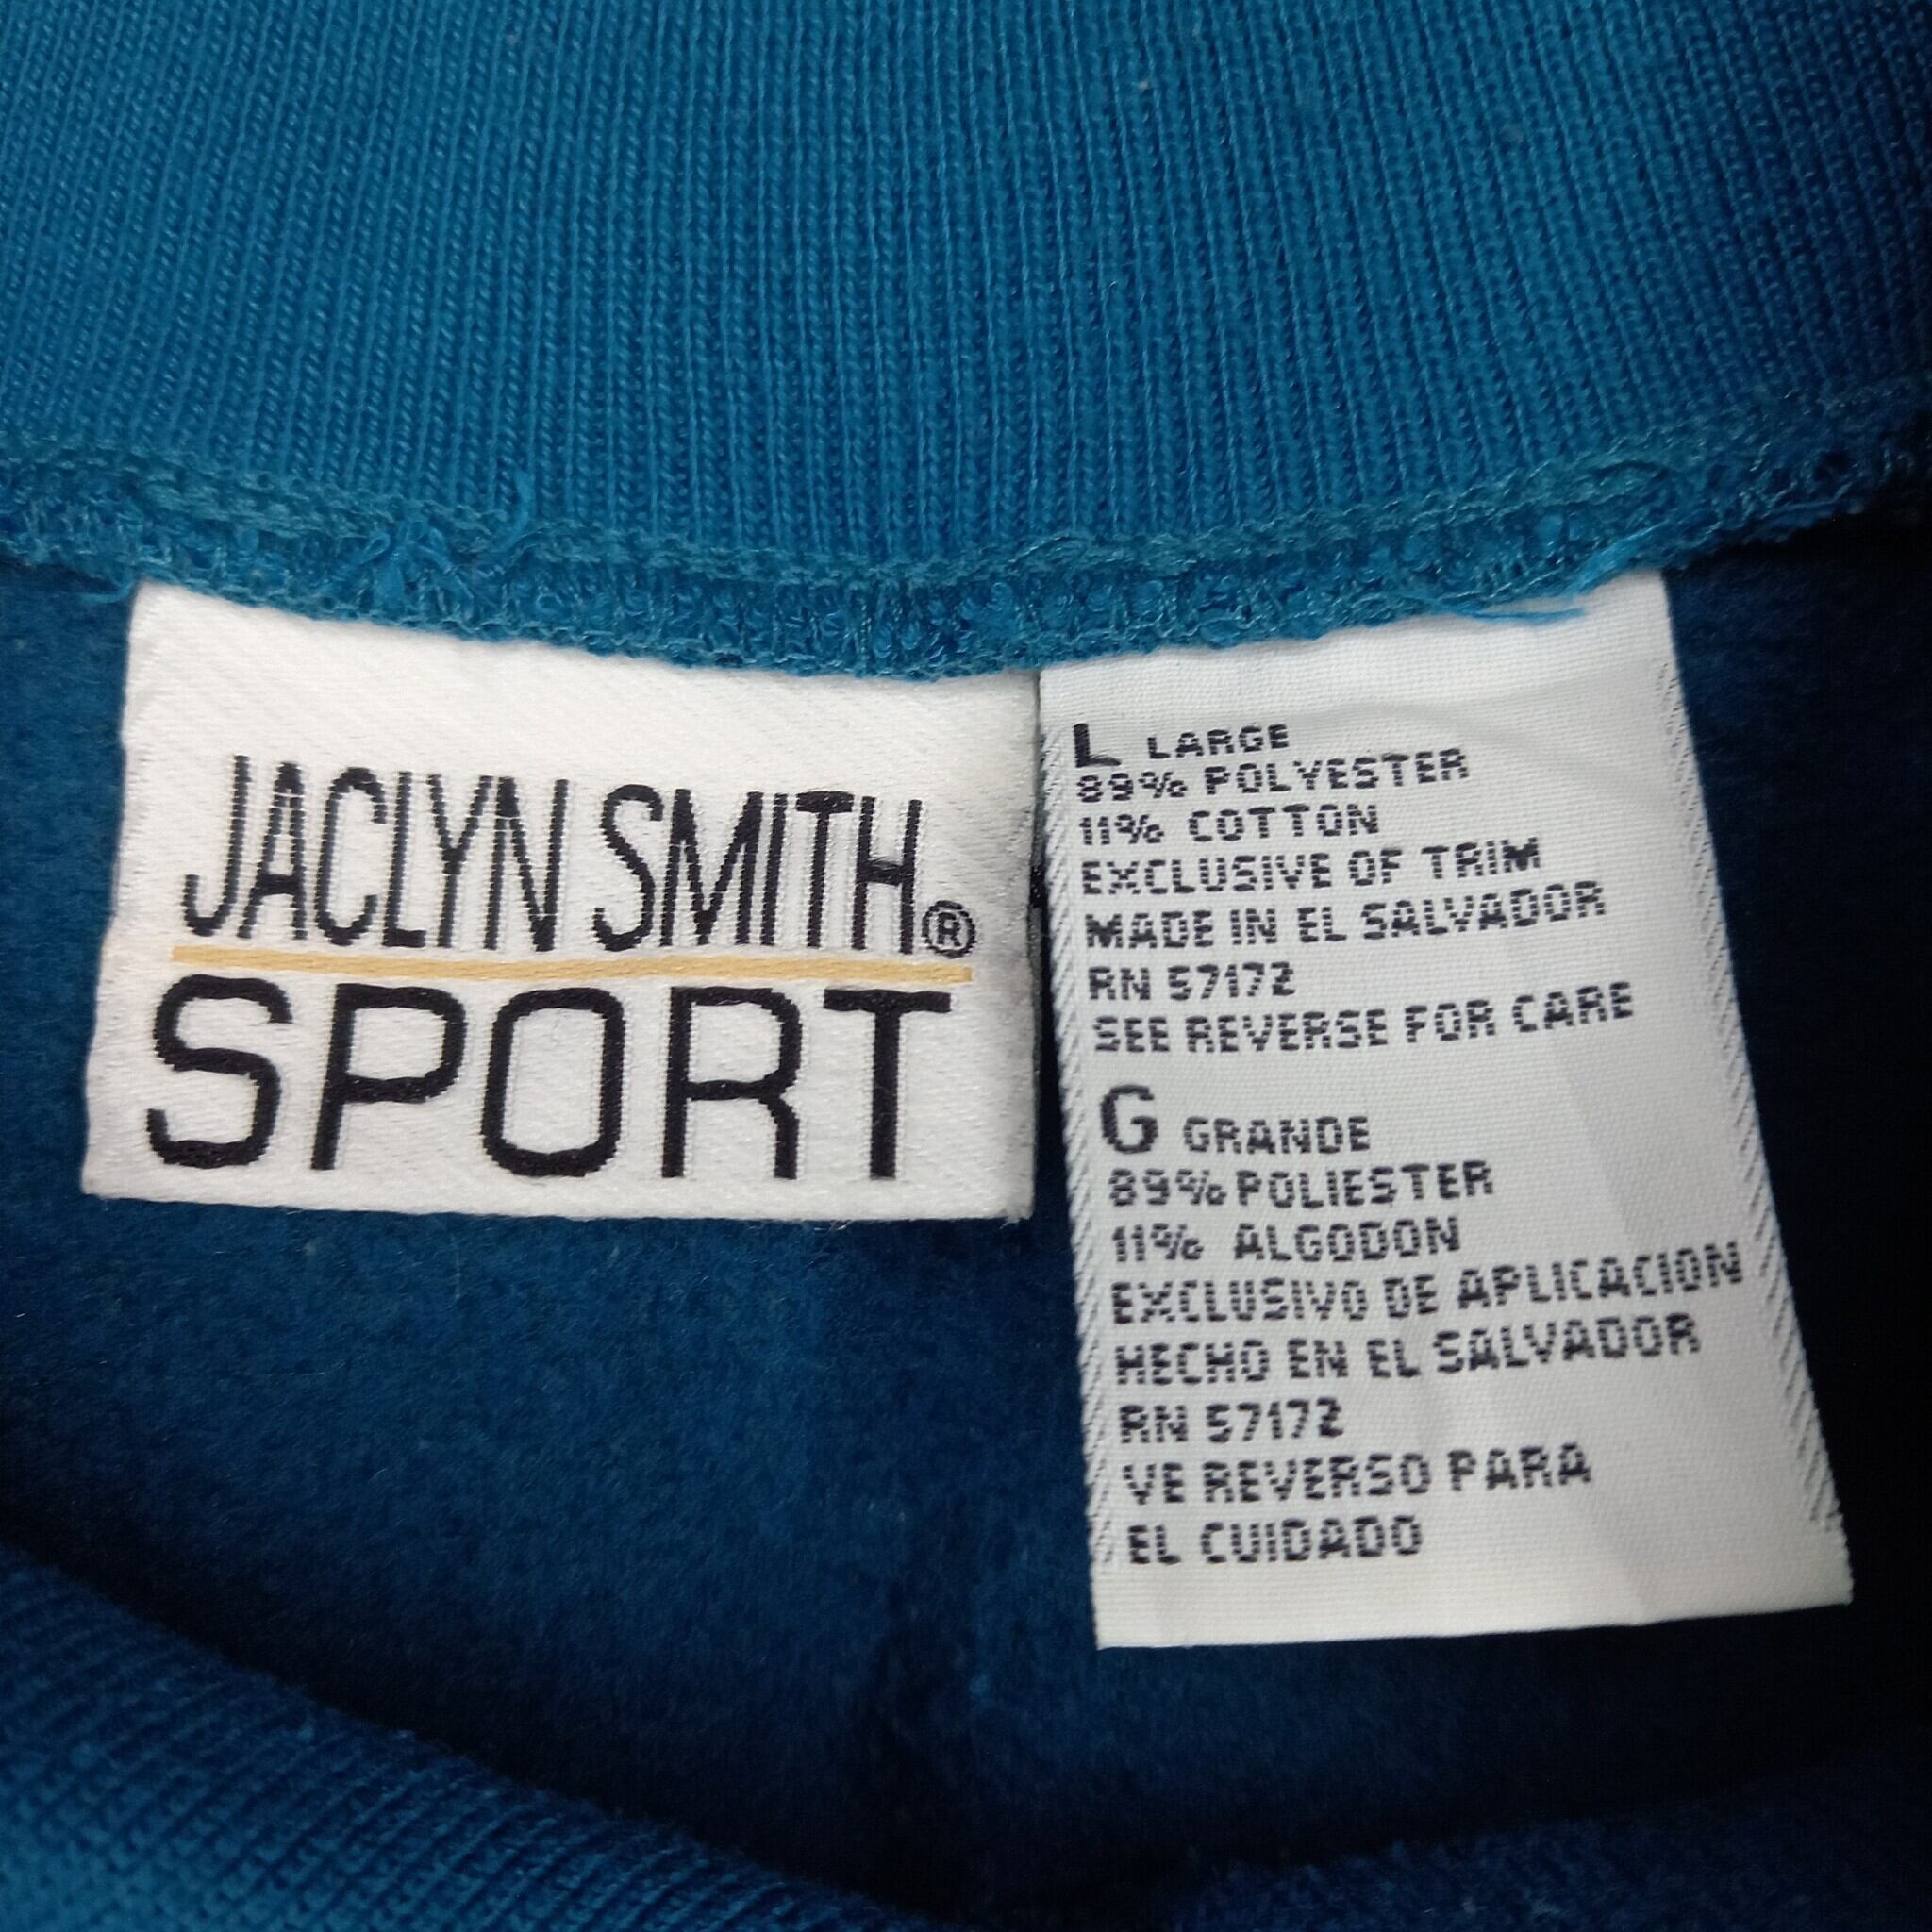 JACLYN SMITH®
SPORT
L LARGE
89% POLYESTER
11% COTTON
EXCLUSIVE OF TRIM
MADE IN EL SALVADOR
RN 57172
SEE REVERSE FOR CARE
G GRANDE
89% POLIESTER
11% ALGODON
EXCLUSIVO DE APLICACION
HECHO EN EL SALVADOR
RN 57172
VE REVERSO PARA
EL CUIDADO